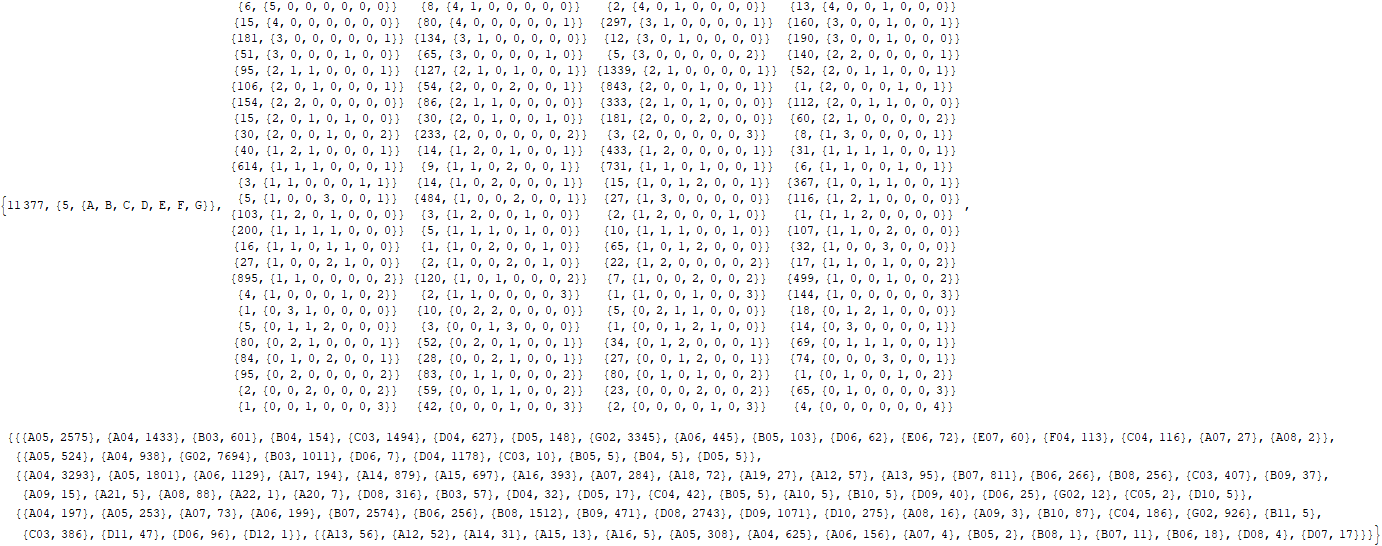 {6, {5, 0, 0, 0, 0, 0, 0}} {8, {4, 1, 0, 0, 0, 0, 0}} {2, {4, 0, 1, 0, 0, 0, 0}} {13, {4, 0, 0, 1, 0, 0, 0}}
{15, {4, 0, 0, 0, 0, 1, 0}} {80, {4, 0, 0, 0, 0, 0, 1}} {297, {3, 1, 0, 0, 0, 0, 1}} {160, {3, 0, 0, 1, 0, 0, 1}}
{181, {3, 0, 0, 0, 0, 0, 1}} {134, {3, 1, 0, 0, 0, 0, 0}} {12, {3, 0, 1, 0, 0, 0, 0}} {190, {3, 0, 0, 1, 0, 0, 0}}
{51, {3, 0, 0, 0, 1, 0, 0}} {65, {3, 0, 0, 0, 0, 1, 0}} {5, {3, 0, 0, 0, 0, 0, 2}} {140, {2, 2, 0, 0, 0, 0, 1}}
{95, {2, 1, 1, 0, 0, 0, 1}} {127, {2, 1, 0, 1, 0, 0, 1}} {1339, {2, 1, 0, 0, 0, 0, 1}} {52, {2, 0, 1, 1, 0, 0, 1}}
{106, {2, 0, 1, 0, 0, 0, 1}} {54, {2, 0, 0, 2, 0, 0, 1}} {843, {2, 0, 0, 1, 0, 0, 1}} {1, {2, 0, 0, 0, 1, 0, 1}}
{154, {2, 2, 0, 0, 0, 0, 0}} {86, {2, 1, 1, 0, 0, 0, 0}} {333, {2, 1, 0, 1, 0, 0, 0}} {112, {2, 0, 1, 1, 0, 0, 0}}
{15, {2, 0, 1, 0, 1, 0, 0}} {30, {2, 0, 1, 0, 0, 1, 0}} {181, {2, 0, 0, 2, 0, 0, 0}} {60, {2, 1, 0, 0, 0, 0, 2}}
{30, {2, 0, 0, 1, 0, 0, 2}} {233, {2, 0, 0, 0, 0, 0, 2}} {3, {2, 0, 0, 0, 0, 0, 3}} {8, {1, 3, 0, 0, 0, 0, 1}}
{40, {1, 2, 1, 0, 0, 0, 1}} {14, {1, 2, 0, 1, 0, 0, 1}} {433, {1, 2, 0, 0, 0, 0, 1}} {31, {1, 1, 1, 1, 0, 0, 1}}
{614, {1, 1, 1, 0, 0, 0, 1}} {9, {1, 1, 0, 2, 0, 0, 1}} {731, {1, 1, 0, 1, 0, 0, 1}} {6, {1, 1, 0, 0, 1, 0, 1}}
{3, {1, 1, 0, 0, 0, 1, 1}} {14, {1, 0, 2, 0, 0, 0, 1}} {15, {1, 0, 1, 2, 0, 0, 1}} {367, {1, 0, 1, 1, 0, 0, 1}}
{11377, {5, {A, B, C, D, E, F, G}}, {5, {1, 0, 0, 3, 0, 0, 1}} {484, {1, 0, 0, 2, 0, 0, 1}} {27, {1, 3, 0, 0, 0, 0, 0}} {116, {1, 2, 1, 0, 0, 0, 0}} ,
{103, {1, 2, 0, 1, 0, 0, 0}} {3, {1, 2, 0, 0, 1, 0, 0}} {2, {1, 2, 0, 0, 0, 1, 0}} {1, {1, 1, 2, 0, 0, 0, 0}}
{200, {1, 1, 1, 1, 0, 0, 0}} {5, {1, 1, 1, 0, 1, 0, 0}} {10, {1, 1, 1, 0, 0, 1, 0}} {107, {1, 1, 0, 2, 0, 0, 0}}
{16, {1, 1, 0, 1, 1, 0, 0}} {1, {1, 0, 2, 0, 0, 1, 0}} {65, {1, 0, 1, 2, 0, 0, 0}} {32, {1, 0, 0, 3, 0, 0, 0}}
{27, {1, 0, 0, 2, 1, 0, 0}} {2, {1, 0, 0, 2, 0, 1, 0}} {22, {1, 2, 0, 0, 0, 0, 2}} {17, {1, 1, 0, 1, 0, 0, 2}}
{895, {1, 1, 0, 0, 0, 0, 2}} {120, {1, 0, 1, 0, 0, 0, 2}} {7, {1, 0, 0, 2, 0, 0, 2}} {499, {1, 0, 0, 1, 0, 0, 2}}
{4, {1, 0, 0, 0, 1, 0, 2}} {2, {1, 1, 0, 0, 0, 0, 3}} {1, {1, 0, 0, 1, 0, 0, 3}} {144, {1, 0, 0, 0, 0, 0, 3}}
{1, {0, 3, 1, 0, 0, 0, 0}} {10, {0, 2, 2, 0, 0, 0, 0}} {5, {0, 2, 1, 1, 0, 0, 0}} {18, {0, 1, 2, 1, 0, 0, 0}}
{5, {0, 1, 1, 2, 0, 0, 0}} {3, {0, 0, 1, 3, 0, 0, 0}} {1, {0, 0, 1, 2, 1, 0, 0}} {14, {0, 3, 0, 0, 0, 0, 1}}
{80, {0, 2, 1, 0, 0, 0, 1}} {52, {0, 2, 0, 1, 0, 0, 1}} {34, {0, 1, 2, 0, 0, 0, 1}} {69, {0, 1, 1, 1, 0, 0, 1}}
{84, {0, 1, 0, 2, 0, 0, 1}} {28, {0, 0, 2, 1, 0, 0, 1}} {27, {0, 0, 1, 2, 0, 0, 1}} {74, {0, 0, 0, 3, 0, 0, 1}}
{95, {0, 2, 0, 0, 0, 0, 2}} {83, {0, 1, 1, 0, 0, 0, 2}} {80, {0, 1, 0, 1, 0, 0, 2}} {1, {0, 1, 0, 0, 1, 0, 2}}
{2, {0, 0, 2, 0, 0, 0, 2}} {59, {0, 0, 1, 1, 0, 0, 2}} {23, {0, 0, 0, 2, 0, 0, 2}} {65, {0, 1, 0, 0, 0, 0, 3}}
{1, {0, 0, 1, 0, 0, 0, 3}} {42, {0, 0, 0, 1, 0, 0, 3}} {2, {0, 0, 0, 0, 1, 0, 3}} {4, {0, 0, 0, 0, 0, 0, 4}}
{{{A05, 2575}, {A04, 1433}, {B03, 601}, {B04, 154}, {C03, 1494}, {D04, 627}, {D05, 148}, {G02, 3345}, {A06, 445}, {B05, 103}, {D06, 62}, {E06, 72}, {E07, 60}, {F04, 113}, {C04, 116}, {A07, 27}, {A08, 2}},
{{A05, 524}, {A04, 938}, {G02, 7694}, {B03, 1011}, {D06, 7}, {D04, 1178}, {C03, 10}, {B05, 5}, {B04, 5}, {D05, 5}},
{{A04, 3293}, {A05, 1801}, {A06, 1129}, {A17, 194}, {A14, 879}, {A15, 697}, {A16, 393}, {A07, 284}, {A18, 72}, {A19, 27}, {A12, 57}, {A13, 95}, {B07, 811}, {B06, 266}, {B08, 256}, {C03, 407}, {B09, 37},
{A09, 15}, {A21, 5}, {A08, 88}, {A22, 1}, {A20, 7}, {D08, 316}, {B03, 57}, {D04, 32}, {D05, 17}, {C04, 42}, {B05, 5}, {A10, 5}, {B10, 5}, {D09, 40}, {D06, 25}, {G02, 12}, {C05, 2}, {D10, 5}},
{{A04, 197}, {A05, 253}, {A07, 73}, {A06, 199}, {B07, 2574}, {B06, 256}, {B08, 1512}, {B09, 471}, {D08, 2743}, {D09, 1071}, {D10, 275}, {A08, 16}, {A09, 3}, {B10, 87}, {C04, 186}, {G02, 926}, {B11, 5},
{C03, 386}, {D11, 47}, {D06, 96}, {D12, 1}}, {{A13, 56}, {A12, 52}, {A14, 31}, {A15, 13}, {A16, 5}, {A05, 308}, {A04, 625}, {A06, 156}, {A07, 4}, {B05, 2}, {B08, 1}, {B07, 11}, {B06, 18}, {D08, 4}, {D07, 17}}}}